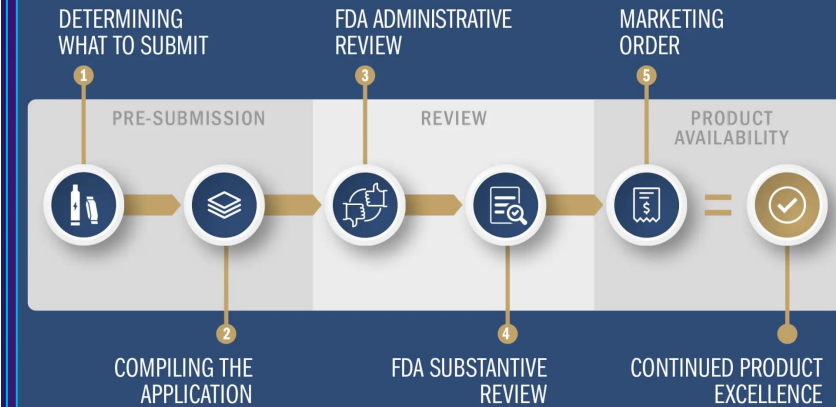 DETERMINING
WHAT TO SUBMIT
FDA ADMINISTRATIVE
REVIEW
MARKETING
ORDER
1
3
5
PRE-SUBMISSION
REVIEW
PRODUCT
AVAILABILITY
$
2
4
COMPILING THE
APPLICATION
FDA SUBSTANTIVE
REVIEW
CONTINUED PRODUCT
EXCELLENCE